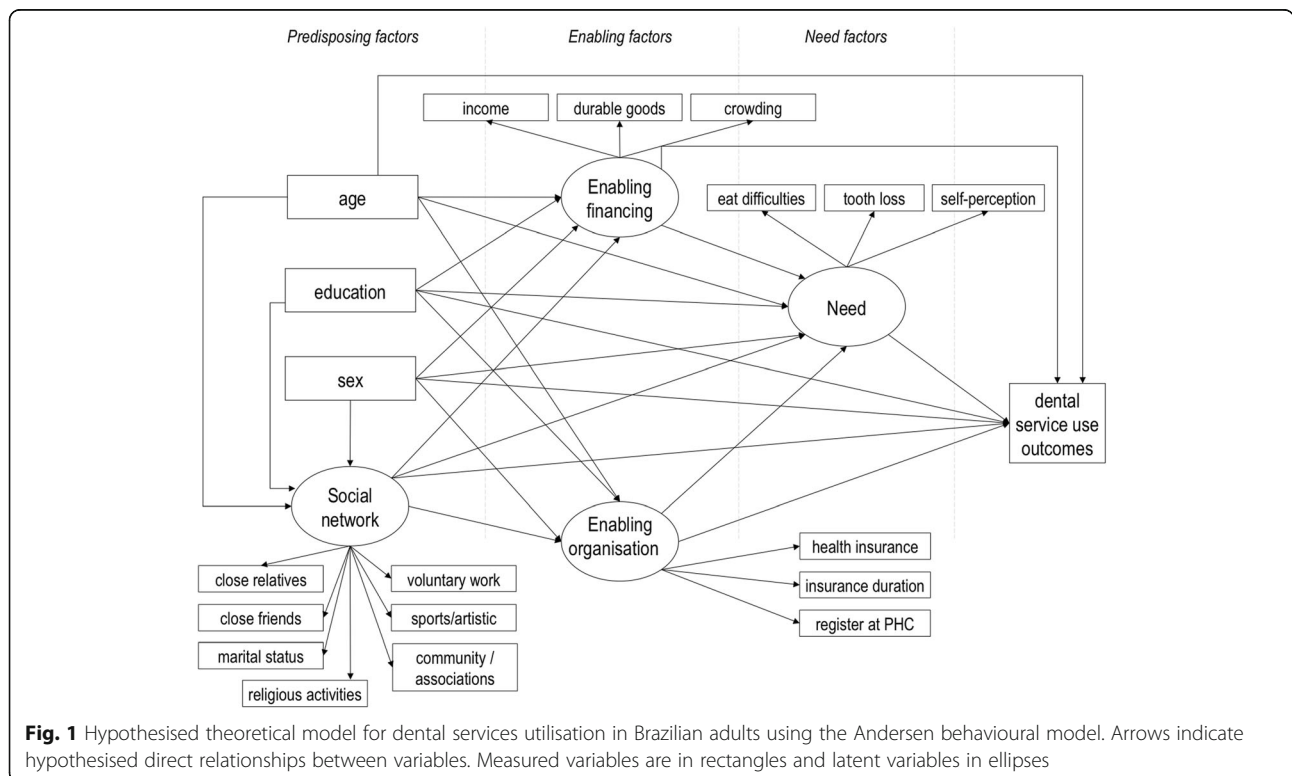 Predisposing factors
Enabling factors
Need factors
income
durable goods
crowding
Enabling
financing
age
eat difficulties
tooth loss
self-perception
education
Need
sex
dental
service use
outcomes
Social
network
Enabling
organisation
health insurance
insurance duration
register at PHC
close relatives
voluntary work
close friends
sports/artistic
marital status
community /
associations
religious activities
Fig. 1 Hypothesised theoretical model for dental services utilisation in Brazilian adults using the Andersen behavioural model. Arrows indicate
hypothesised direct relationships between variables. Measured variables are in rectangles and latent variables in ellipses